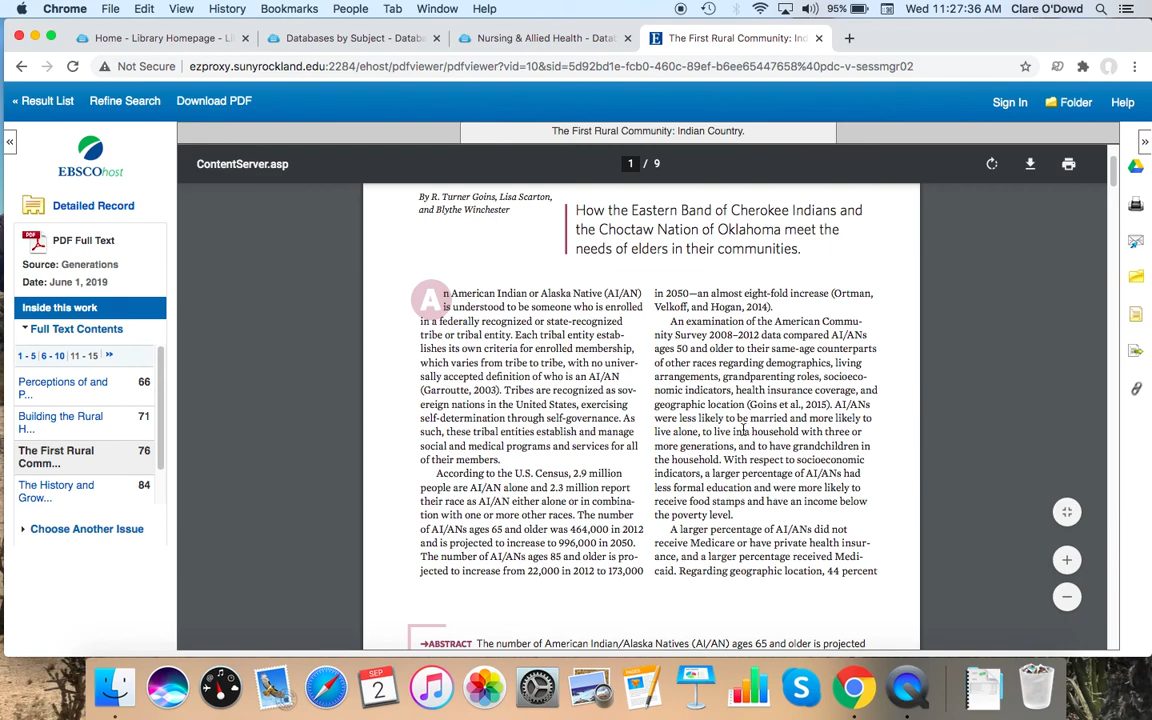 Chrome File Edit View History Bookmarks People Tab Window Help 95% Wed 11:27:36 AM Clare O'Dowd
Home - Library Homepage - Li
Databases by Subject - Datab
Nursing & Allied Health - Data
The First Rural Community: Ind
Not Secure ezproxy.sunyrockland.edu:2284/ehost/pdfviewer/pdfviewer?vid=10&sid=5d92bd1e-fcb0-460c-89ef-b6ee65447658%40pdc-v-sessmgr02
« Result List Refine Search Download PDF Sign In Folder Help
The First Rural Community: Indian Country.
«
»
EBSCOhost
Detailed Record
PDF
PDF Full Text
Source: Generations
Date: June 1, 2019
Inside this work
Full Text Contents
1 - 5 6 - 10 11 - 15 »
Perceptions of and P... 66
Building the Rural H... 71
The First Rural Comm... 76
The History and Grow... 84
Choose Another Issue
ContentServer.asp 1 / 9
By R. Turner Goins, Lisa Scarton,
and Blythe Winchester
How the Eastern Band of Cherokee Indians and
the Choctaw Nation of Oklahoma meet the
needs of elders in their communities.
An American Indian or Alaska Native (AI/AN)
is understood to be someone who is enrolled
in a federally recognized or state-recognized
tribe or tribal entity. Each tribal entity estab-
lishes its own criteria for enrolled membership,
which varies from tribe to tribe, with no univer-
sally accepted definition of who is an AI/AN
(Garroutte, 2003). Tribes are recognized as sov-
ereign nations in the United States, exercising
self-determination through self-governance. As
such, these tribal entities establish and manage
social and medical programs and services for all
of their members.
According to the U.S. Census, 2.9 million
people are AI/AN alone and 2.3 million report
their race as AI/AN either alone or in combina-
tion with one or more other races. The number
of AI/ANs ages 65 and older was 464,000 in 2012
and is projected to increase to 996,000 in 2050.
The number of AI/ANs ages 85 and older is pro-
jected to increase from 22,000 in 2012 to 173,000
in 2050—an almost eight-fold increase (Ortman,
Velkoff, and Hogan, 2014).
An examination of the American Commu-
nity Survey 2008–2012 data compared AI/ANs
ages 50 and older to their same-age counterparts
of other races regarding demographics, living
arrangements, grandparenting roles, socioeco-
nomic indicators, health insurance coverage, and
geographic location (Goins et al., 2015). AI/ANs
were less likely to be married and more likely to
live alone, to live in a household with three or
more generations, and to have grandchildren in
the household. With respect to socioeconomic
indicators, a larger percentage of AI/ANs had
less formal education and were more likely to
receive food stamps and have an income below
the poverty level.
A larger percentage of AI/ANs did not
receive Medicare or have private health insur-
ance, and a larger percentage received Medi-
caid. Regarding geographic location, 44 percent
→ABSTRACT The number of American Indian/Alaska Natives (AI/AN) ages 65 and older is projected
SEP
2